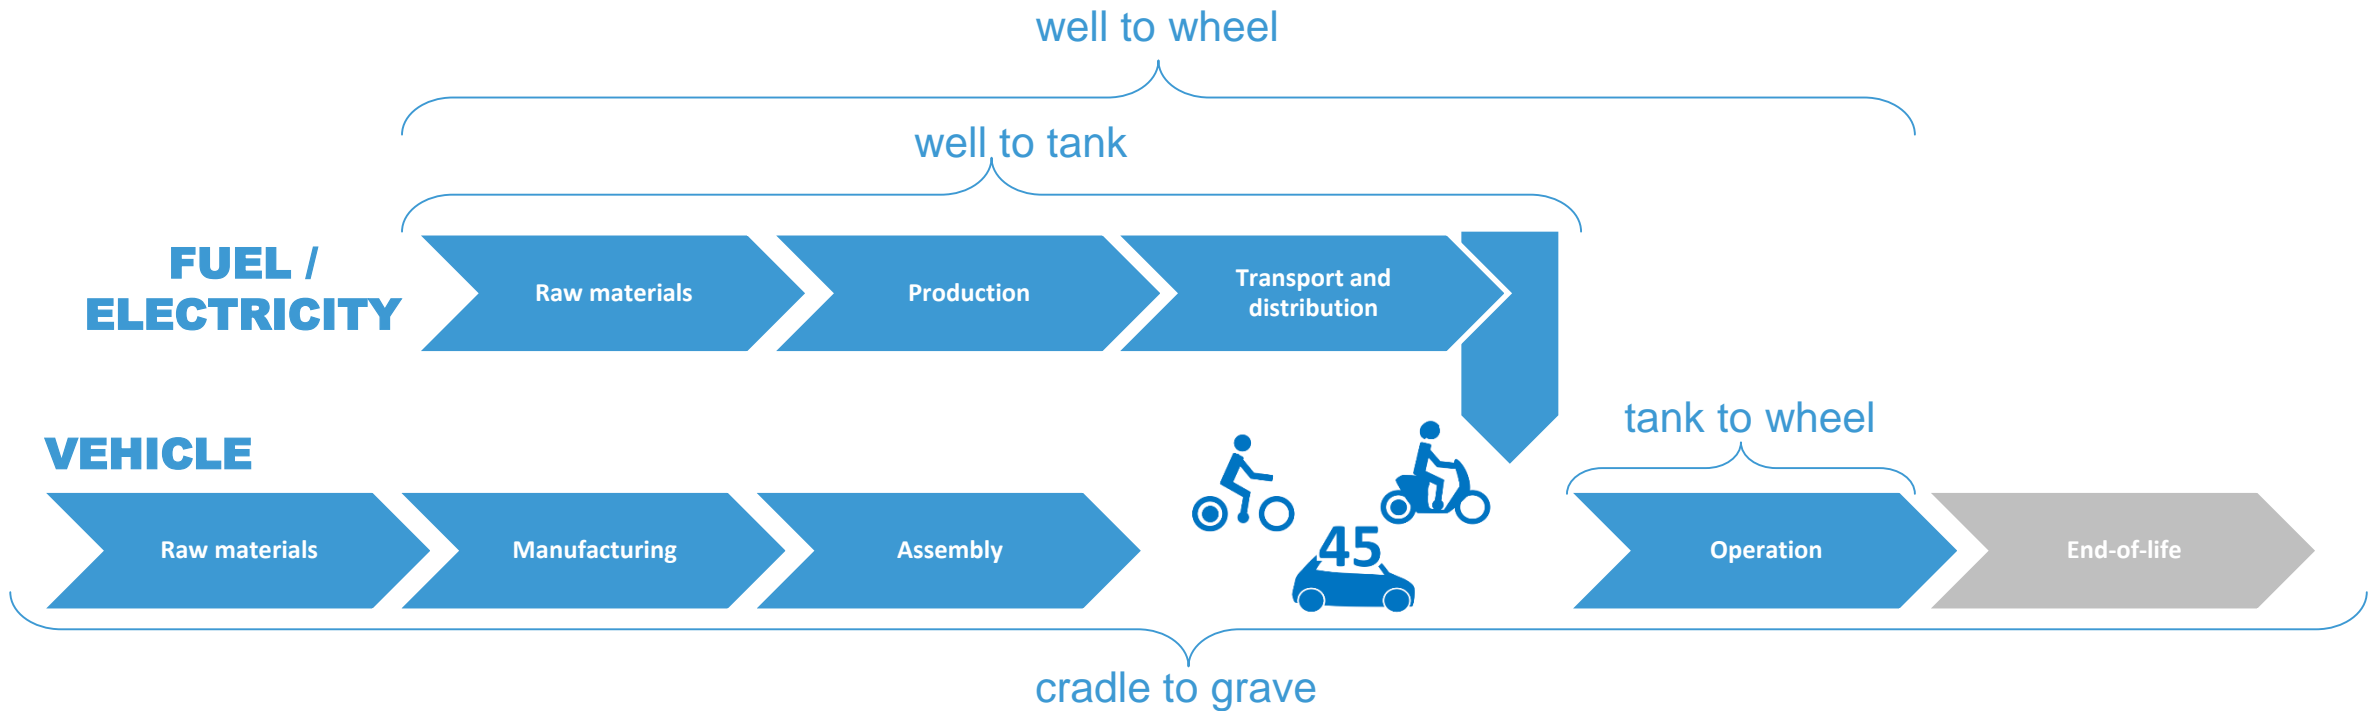 well to wheel
well to tank
FUEL /
ELECTRICITY
Raw materials
Production
Transport and
distribution
tank to wheel
VEHICLE
Raw materials
Manufacturing
Assembly
45
Operation
End-of-life
cradle to grave